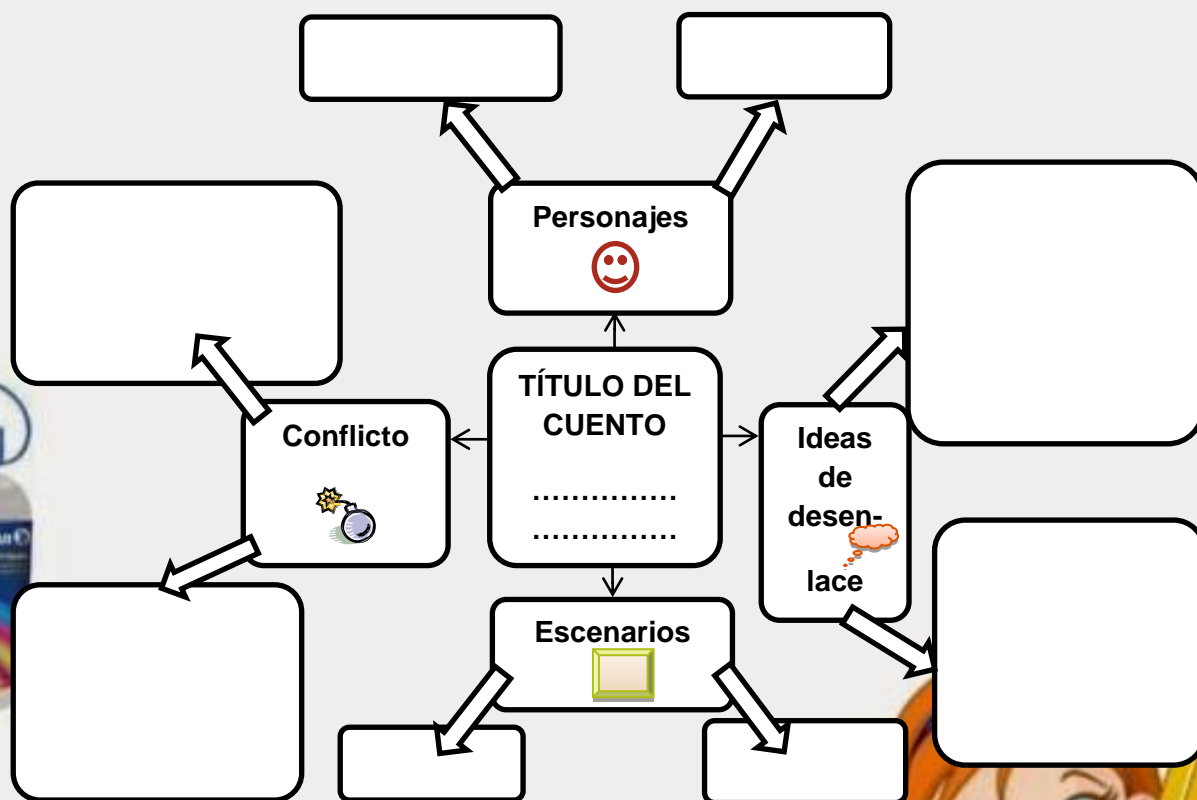 Personajes
TÍTULO DEL
CUENTO
...............
...............
Conflicto
Ideas
de
desen-
lace
Escenarios